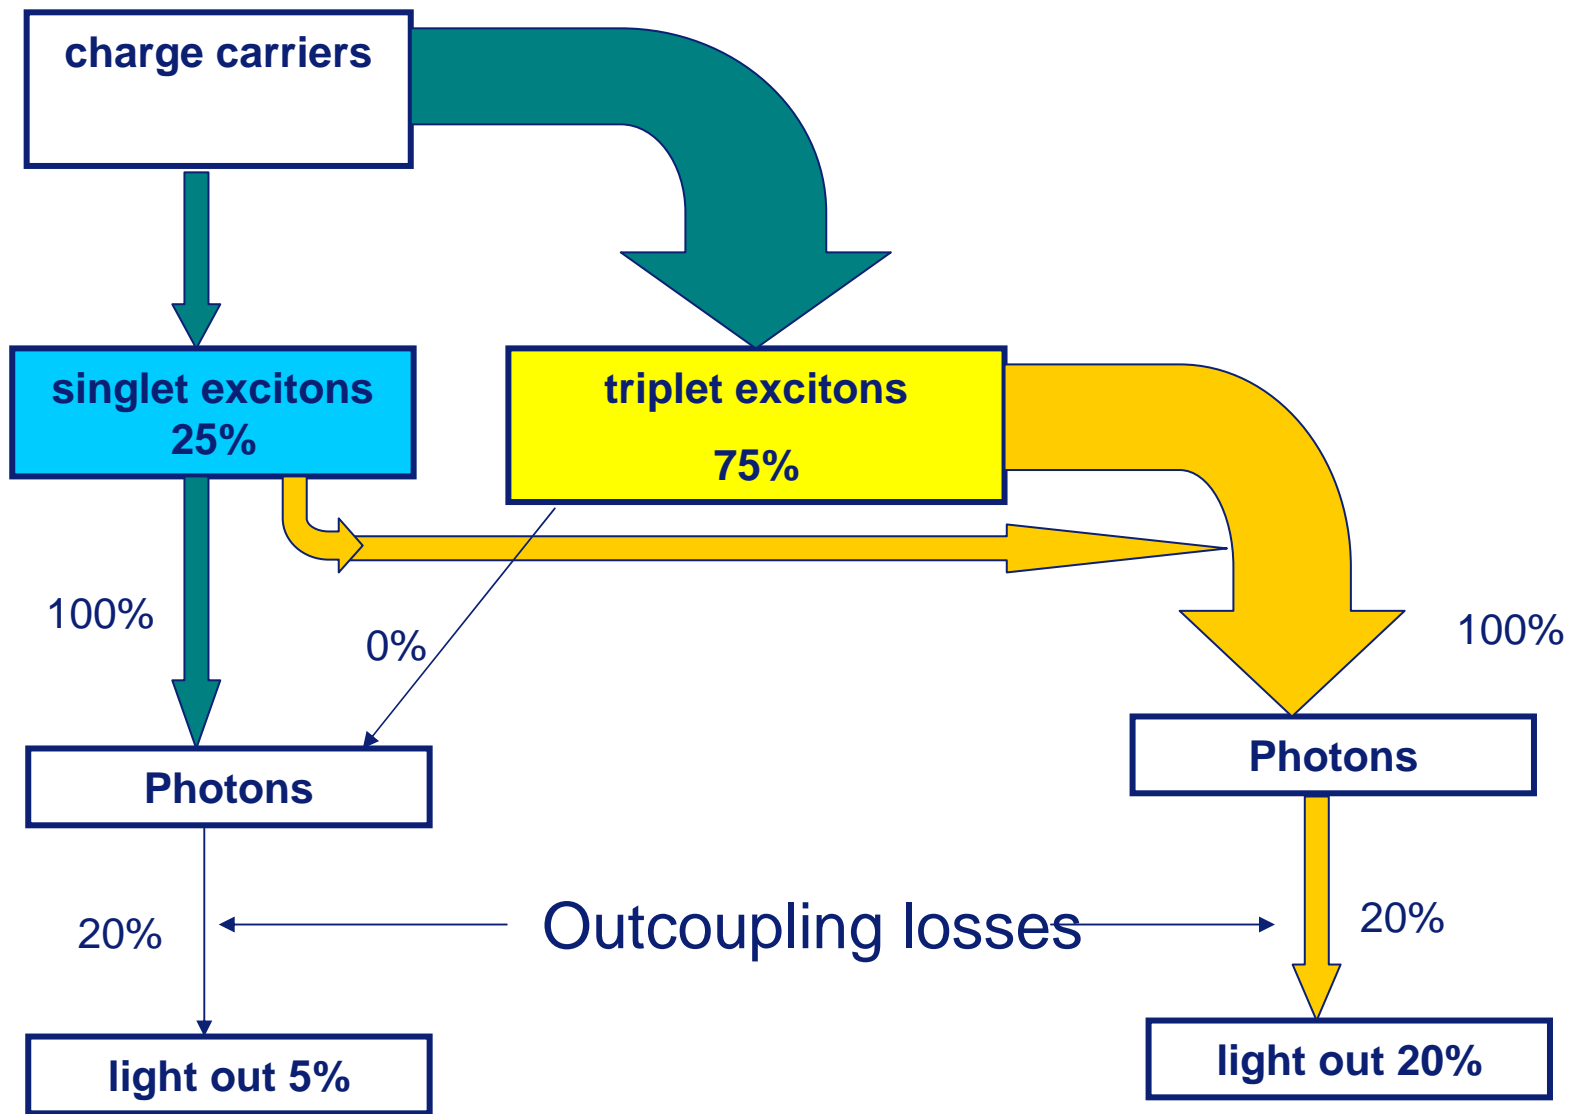 charge carriers
singlet excitons
25%
triplet excitons
75%
100%
0%
100%
Photons
Photons
20%
Outcoupling losses
20%
light out 5%
light out 20%